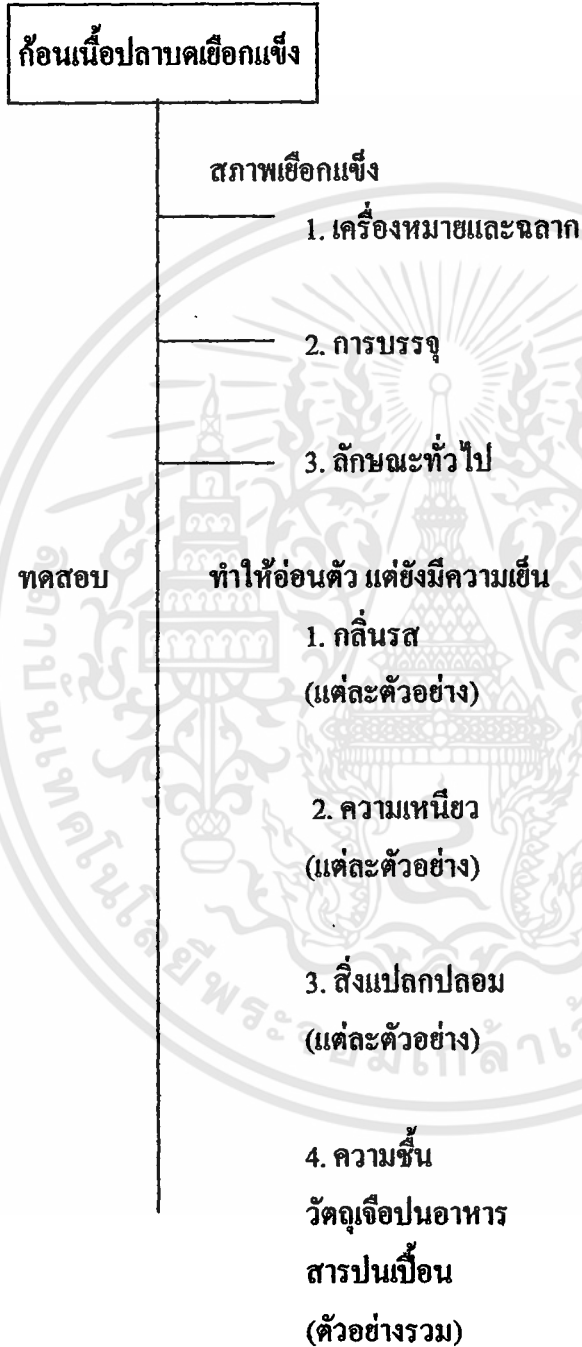 ก้อนเนื้อปลาบดเยือกแข็ง
สภาพเยือกแข็ง
1. เครื่องหมายและฉลาก
2. การบรรจุ
3. ลักษณะทั่วไป
ทดสอบ
ทำให้อ่อนตัว แต่ยังมีความเย็น
1. กลิ่นรส
(แต่ละตัวอย่าง)
2. ความเหนียว
(แต่ละตัวอย่าง)
3. สิ่งแปลกปลอม
(แต่ละตัวอย่าง)
4. ความชื้น
วัตถุเจือปนอาหาร
สารปนเปื้อน
(ตัวอย่างรวม)